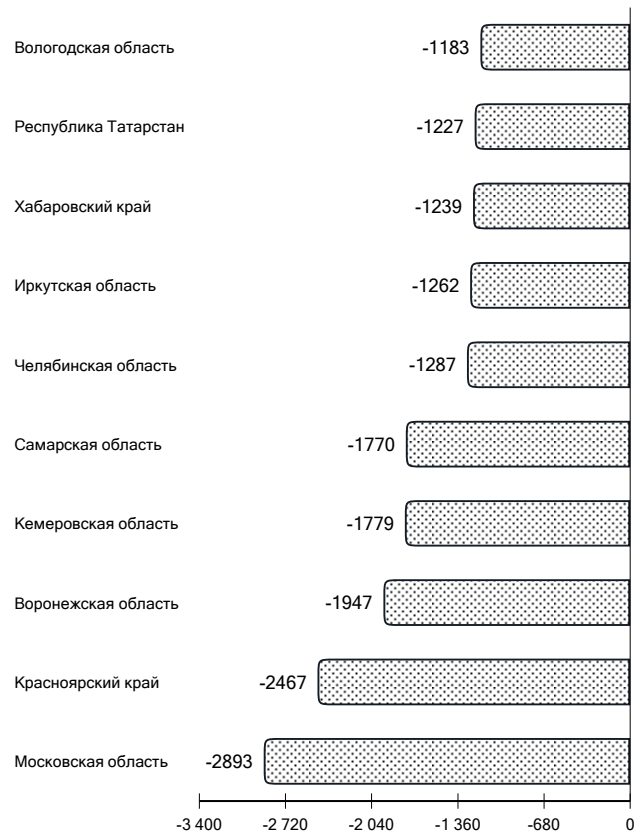 Вологодская область -1183
Республика Татарстан -1227
Хабаровский край -1239
Иркутская область -1262
Челябинская область -1287
Самарская область -1770
Кемеровская область -1779
Воронежская область -1947
Красноярский край -2467
Московская область -2893
-3 400 -2 720 -2 040 -1 360 -680 0